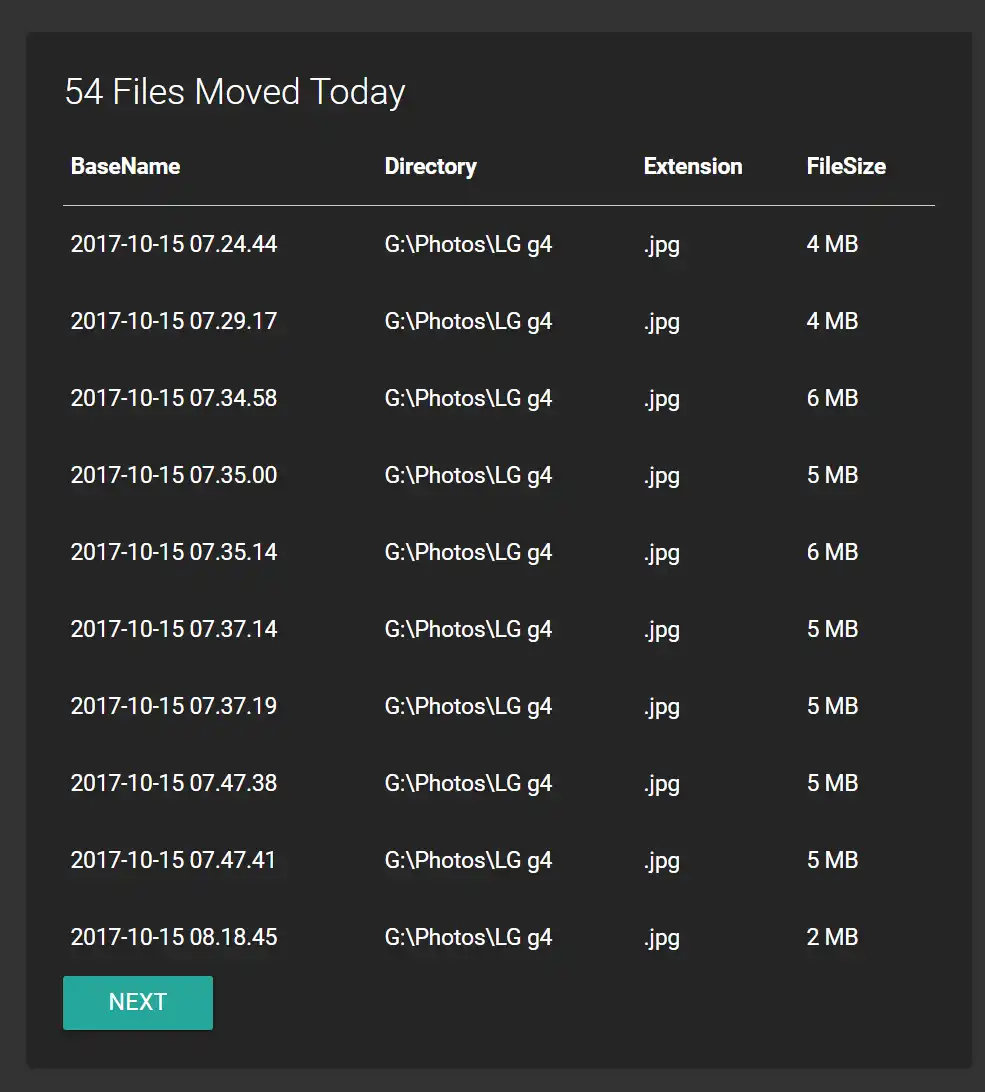 54 Files Moved Today
BaseName Directory Extension FileSize
2017-10-15 07.24.44 G:\Photos\LG g4 .jpg 4 MB
2017-10-15 07.29.17 G:\Photos\LG g4 .jpg 4 MB
2017-10-15 07.34.58 G:\Photos\LG g4 .jpg 6 MB
2017-10-15 07.35.00 G:\Photos\LG g4 .jpg 5 MB
2017-10-15 07.35.14 G:\Photos\LG g4 .jpg 6 MB
2017-10-15 07.37.14 G:\Photos\LG g4 .jpg 5 MB
2017-10-15 07.37.19 G:\Photos\LG g4 .jpg 5 MB
2017-10-15 07.47.38 G:\Photos\LG g4 .jpg 5 MB
2017-10-15 07.47.41 G:\Photos\LG g4 .jpg 5 MB
2017-10-15 08.18.45 G:\Photos\LG g4 .jpg 2 MB
NEXT